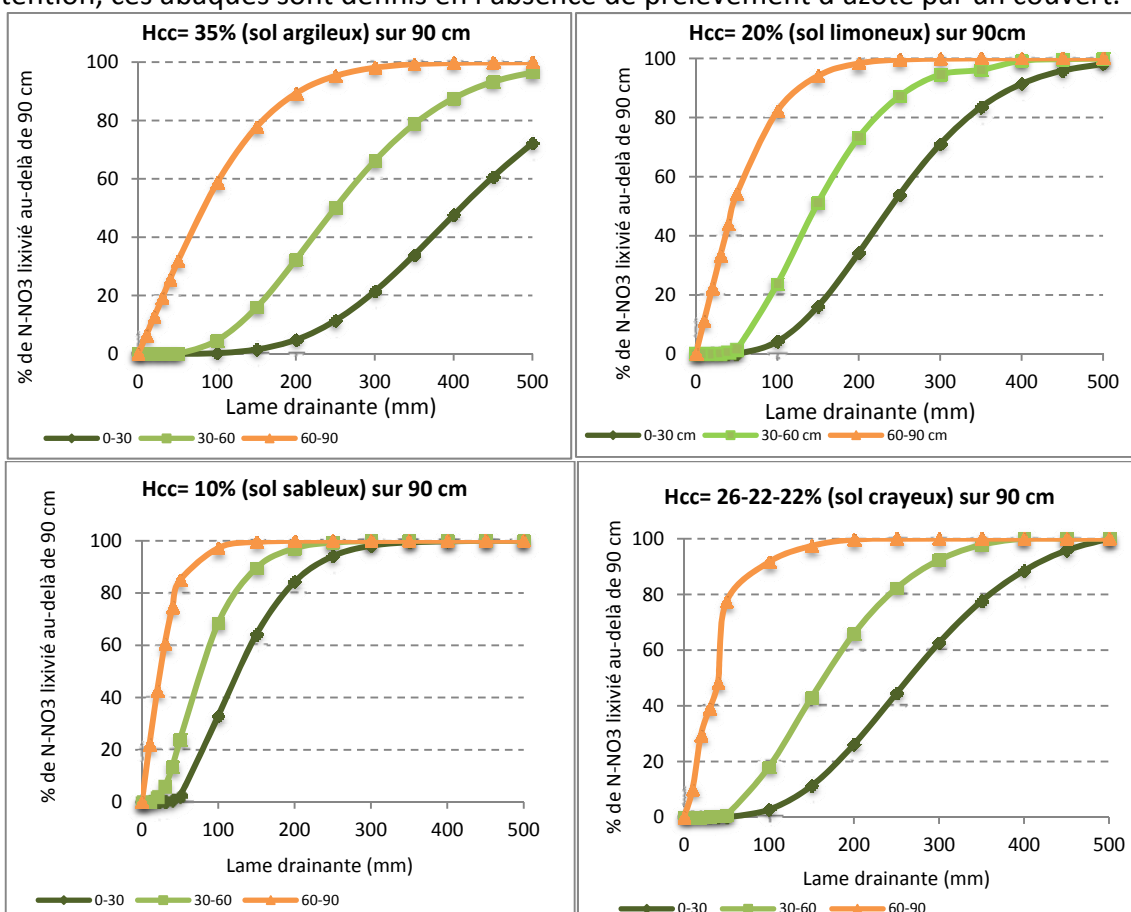 tention, ces abaques sont définis en l'absence de prélèvement d'azote par un couvert.
Hcc= 35% (sol argileux) sur 90 cm
% de N-NO3 lixivié au-delà de 90 cm
100
80
60
40
20
0
0 100 200 300 400 500
Lame drainante (mm)
0-30 30-60 60-90
Hcc= 20% (sol limoneux) sur 90cm
% de N-NO3 lixivié au-delà de 90 cm
100
80
60
40
20
0
0 100 200 300 400 500
Lame drainante (mm)
0-30 cm 30-60 cm 60-90 cm
Hcc= 10% (sol sableux) sur 90 cm
% de N-NO3 lixivié au-delà de 90 cm
100
80
60
40
20
0
0 100 200 300 400 500
Lame drainante (mm)
0-30 30-60 60-90
Hcc= 26-22-22% (sol crayeux) sur 90 cm
% de N-NO3 lixivié au-delà de 90 cm
100
80
60
40
20
0
0 100 200 300 400 500
Lame drainante (mm)
0-30 30-60 60-90